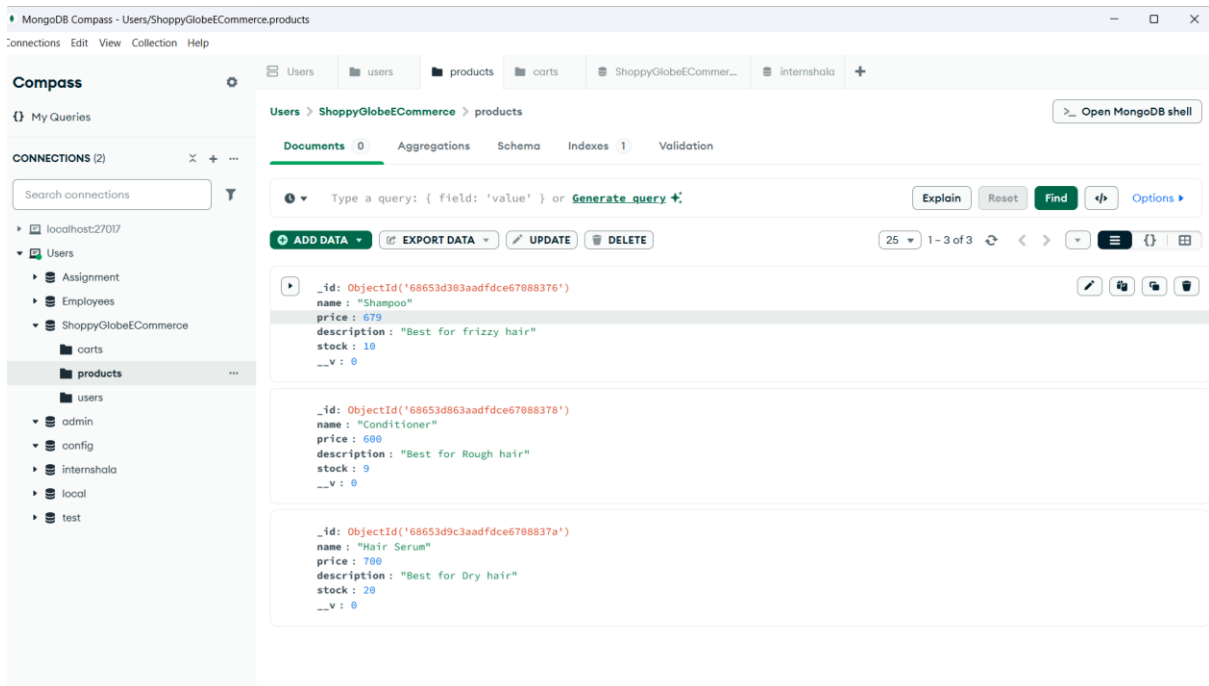 MongoDB Compass - Users/ShoppyGlobeECommerce.products
Connections Edit View Collection Help
Compass
{} My Queries
CONNECTIONS (2)
Search connections
localhost:27017
Users
Assignment
Employees
ShoppyGlobeECommerce
carts
products
users
admin
config
internshala
local
test
Users users products carts ShoppyGlobeECommer... internshala
Users > ShoppyGlobeECommerce > products >_ Open MongoDB shell
Documents 0 Aggregations Schema Indexes 1 Validation
Type a query: { field: 'value' } or Generate query Explain Reset Find </> Options
ADD DATA EXPORT DATA UPDATE DELETE 25 1 – 3 of 3 {}
_id: ObjectId('68653d303aadfdce67088376')
name : "Shampoo"
price : 679
description : "Best for frizzy hair"
stock : 10
__v : 0
_id: ObjectId('68653d863aadfdce67088378')
name : "Conditioner"
price : 600
description : "Best for Rough hair"
stock : 9
__v : 0
_id: ObjectId('68653d9c3aadfdce6708837a')
name : "Hair Serum"
price : 700
description : "Best for Dry hair"
stock : 20
__v : 0